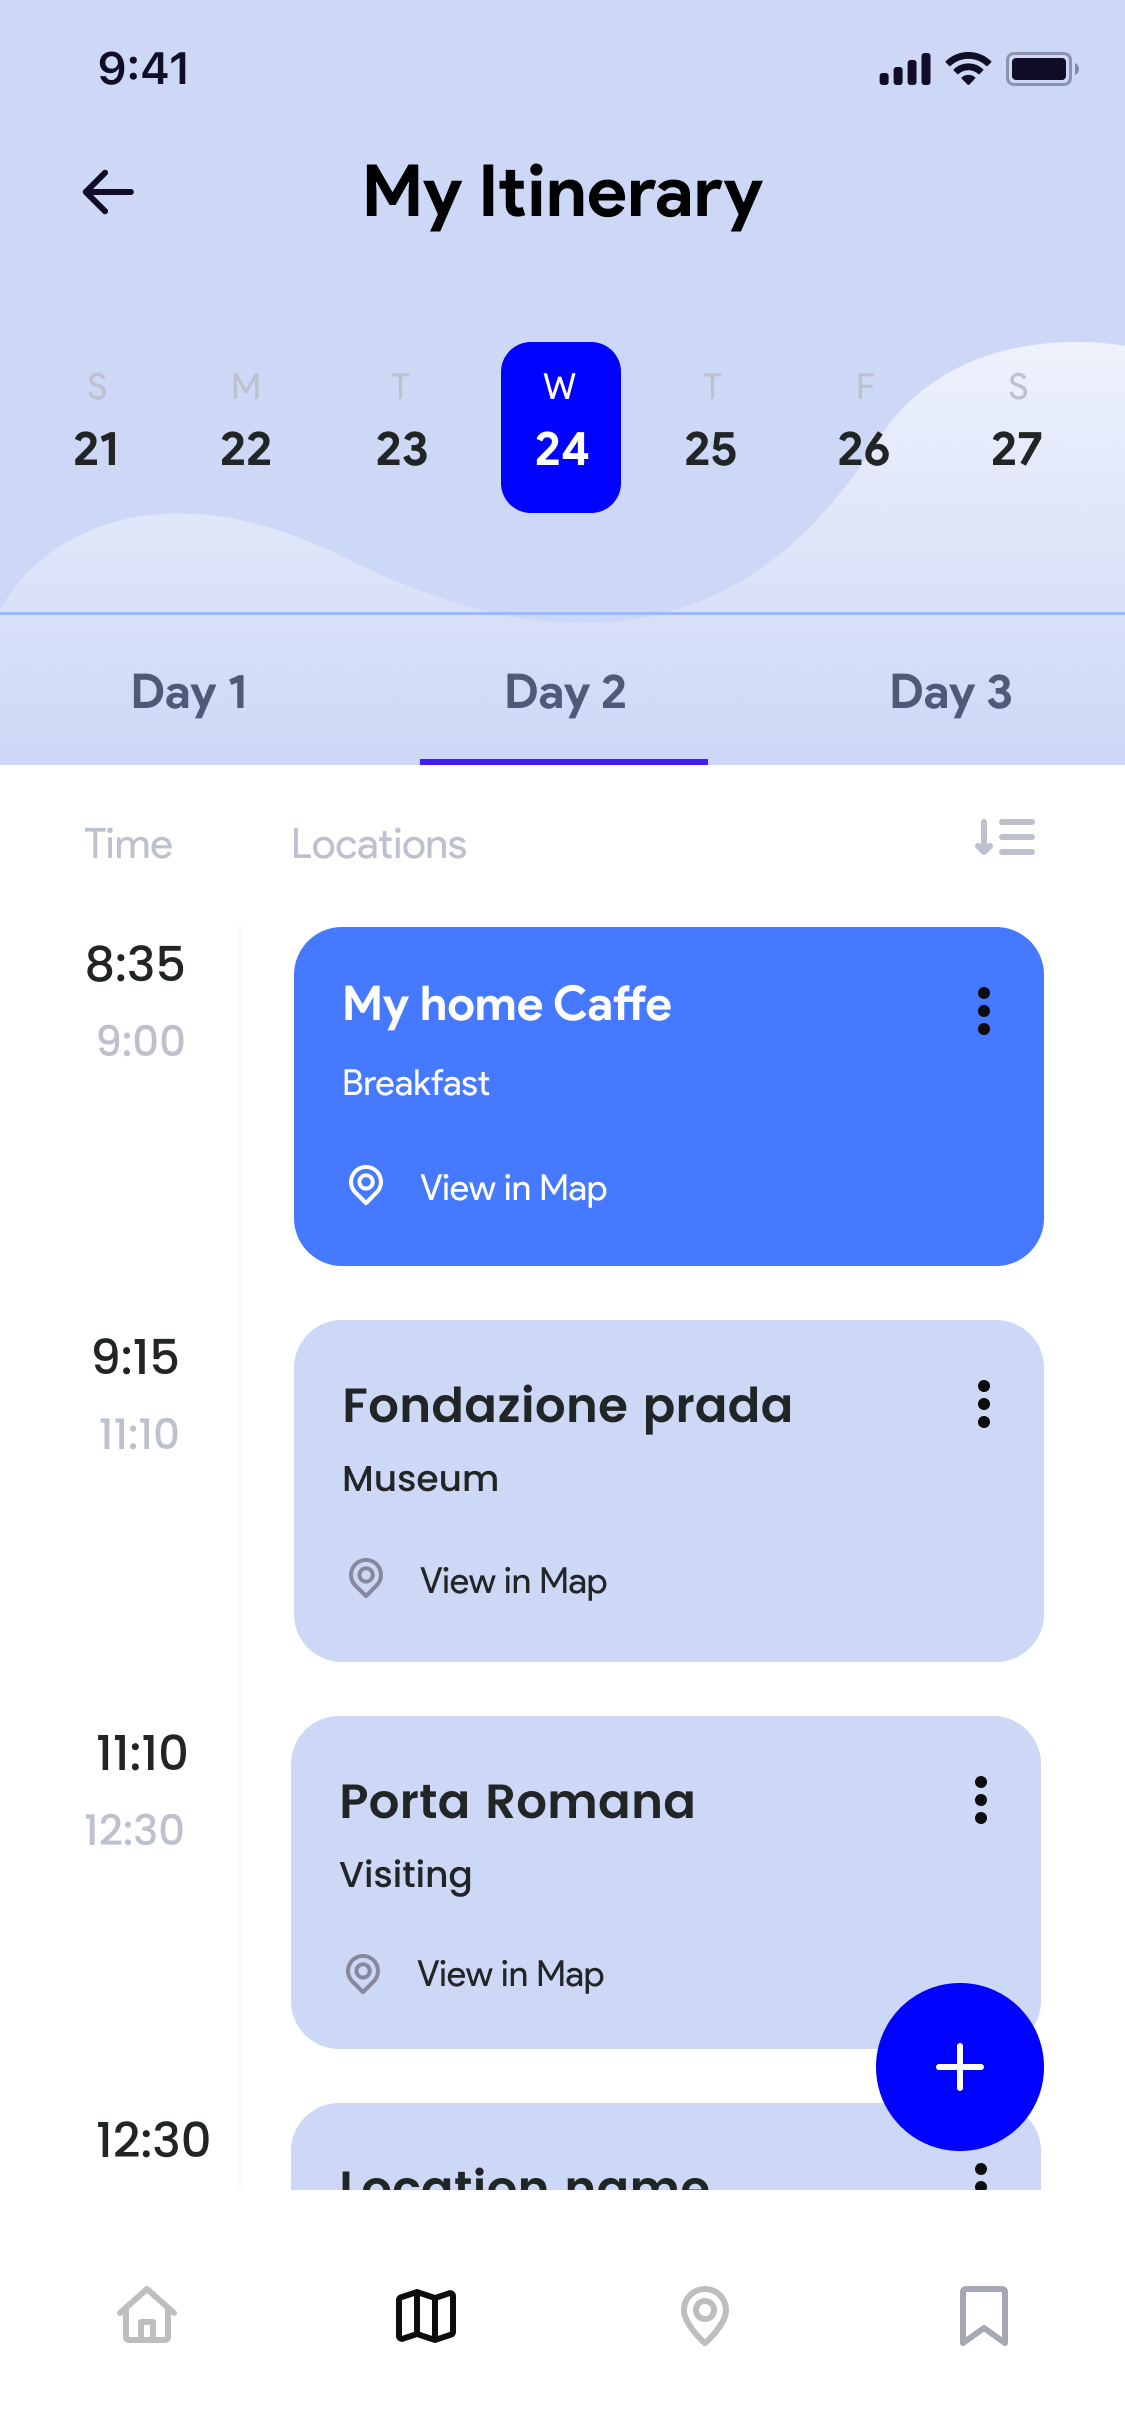 9:41
My Itinerary
S M T W T F S
21 22 23 24 25 26 27
Day 1 Day 2 Day 3
Time Locations
8:35
9:00
My home Caffe
Breakfast
View in Map
9:15
11:10
Fondazione prada
Museum
View in Map
11:10
12:30
Porta Romana
Visiting
View in Map
12:30
Location name